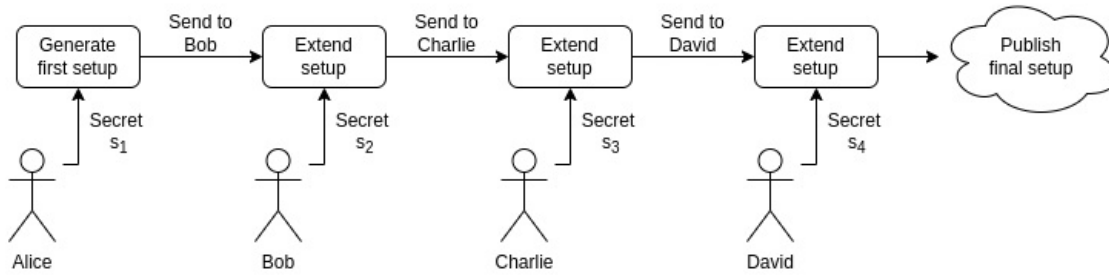 Generate
first setup
Send to
Bob
Extend
setup
Send to
Charlie
Extend
setup
Send to
David
Extend
setup
Publish
final setup
Secret
s1
Secret
s2
Secret
s3
Secret
s4
Alice
Bob
Charlie
David